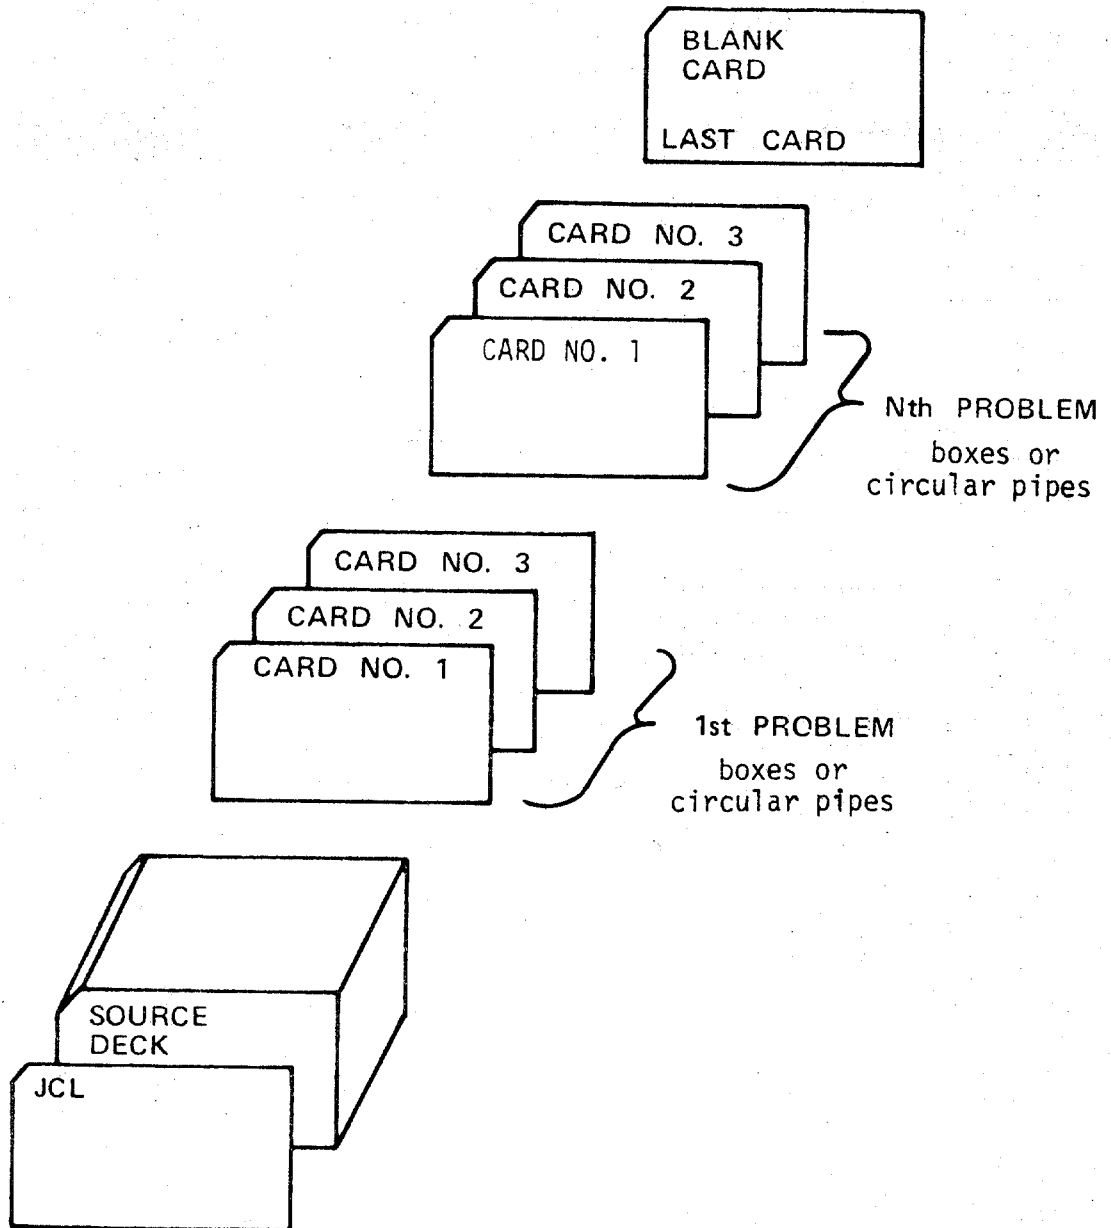 BLANK
CARD
LAST CARD
CARD NO. 3
CARD NO. 2
CARD NO. 1
Nth PROBLEM
boxes or
circular pipes
CARD NO. 3
CARD NO. 2
CARD NO. 1
1st PROBLEM
boxes or
circular pipes
SOURCE
DECK
JCL